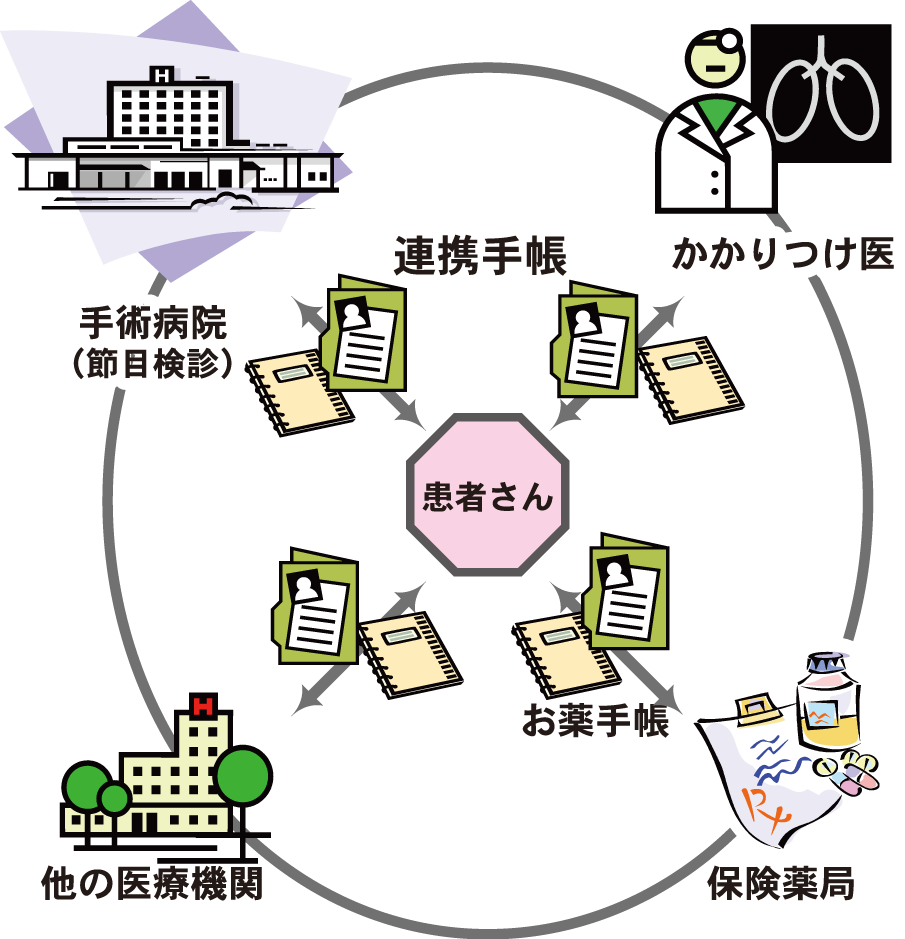 連携手帳
かかりつけ医
手術病院
（節目検診）
患者さん
お薬手帳
他の医療機関
保険薬局
H
H
Rx